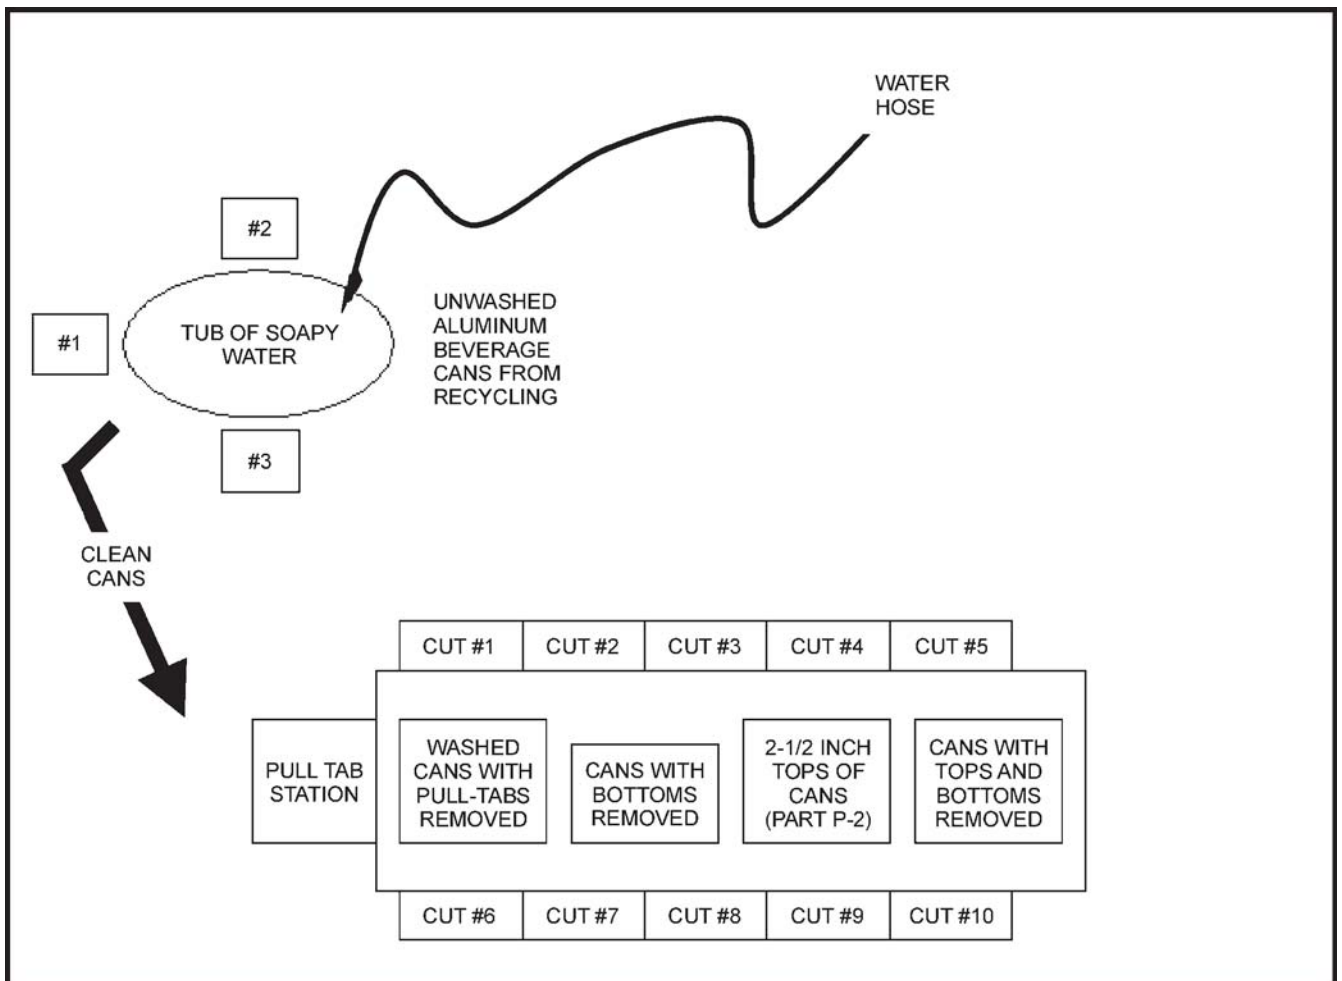 WATER
HOSE
#2
#1
TUB OF SOAPY
WATER
UNWASHED
ALUMINUM
BEVERAGE
CANS FROM
RECYCLING
#3
CLEAN
CANS
CUT #1
CUT #2
CUT #3
CUT #4
CUT #5
PULL TAB
STATION
WASHED
CANS WITH
PULL-TABS
REMOVED
CANS WITH
BOTTOMS
REMOVED
2-1/2 INCH
TOPS OF
CANS
(PART P-2)
CANS WITH
TOPS AND
BOTTOMS
REMOVED
CUT #6
CUT #7
CUT #8
CUT #9
CUT #10